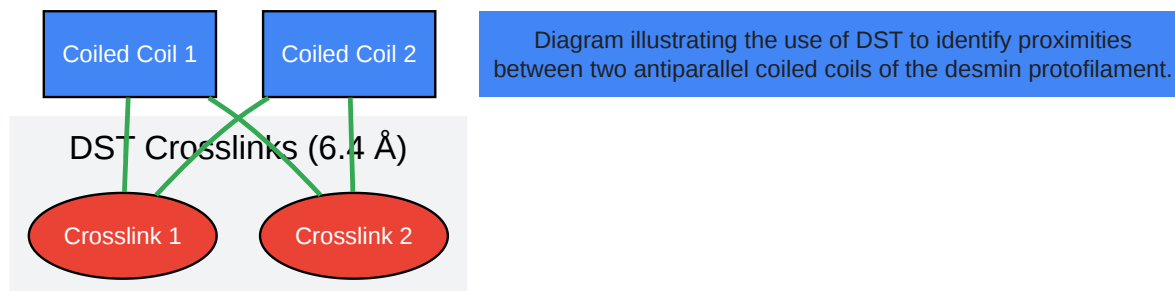 Coiled Coil 1
Coiled Coil 2
Diagram illustrating the use of DST to identify proximities
between two antiparallel coiled coils of the desmin protofilament.
DST Crosslinks (6.4 Å)
Crosslink 1
Crosslink 2